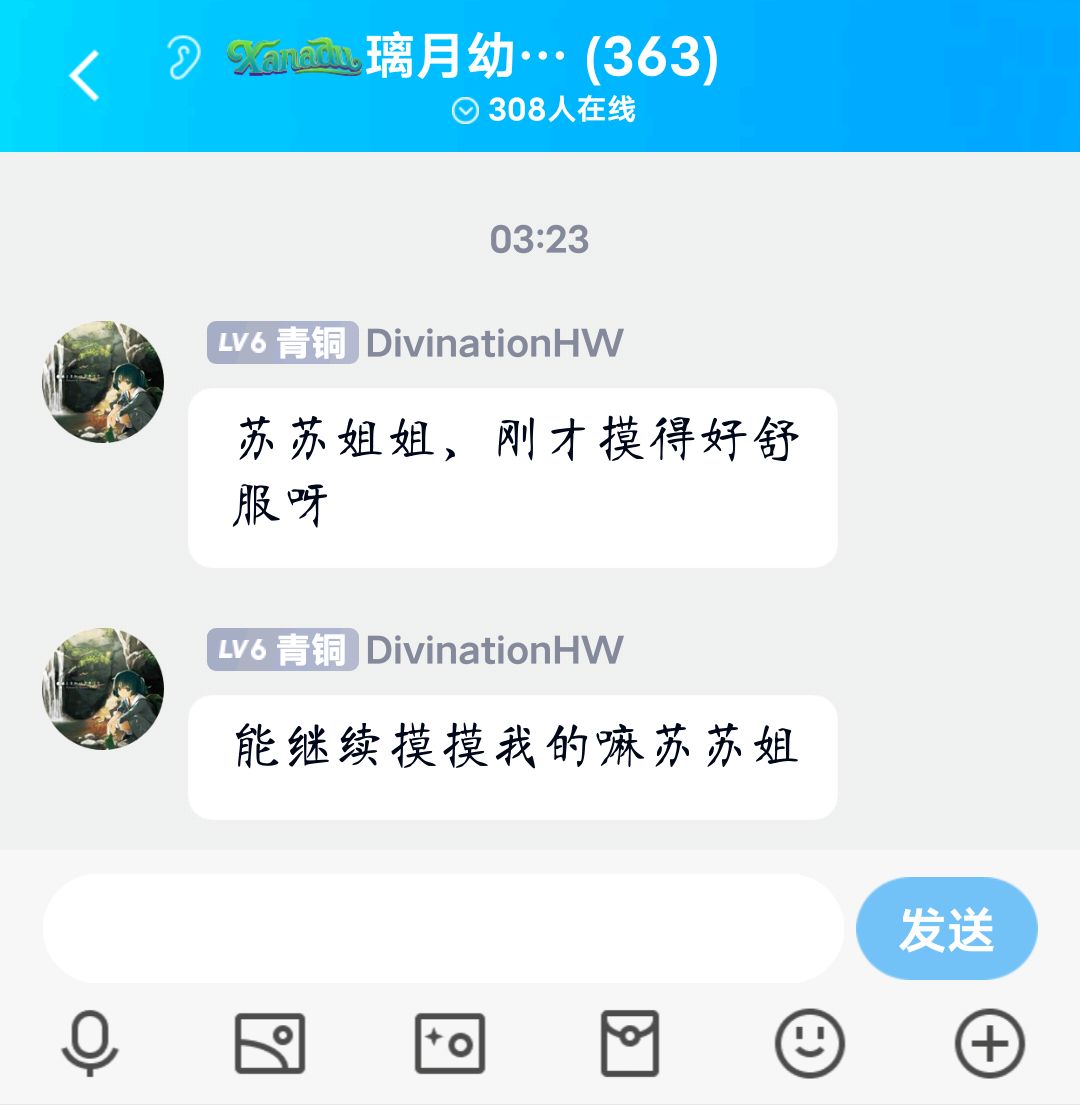 Xanadu 璃月幼… (363)
308人在线
03:23
LV6 青铜 DivinationHW
苏苏姐姐，刚才摸得好舒
服呀
LV6 青铜 DivinationHW
能继续摸摸我的嘛苏苏姐
发送